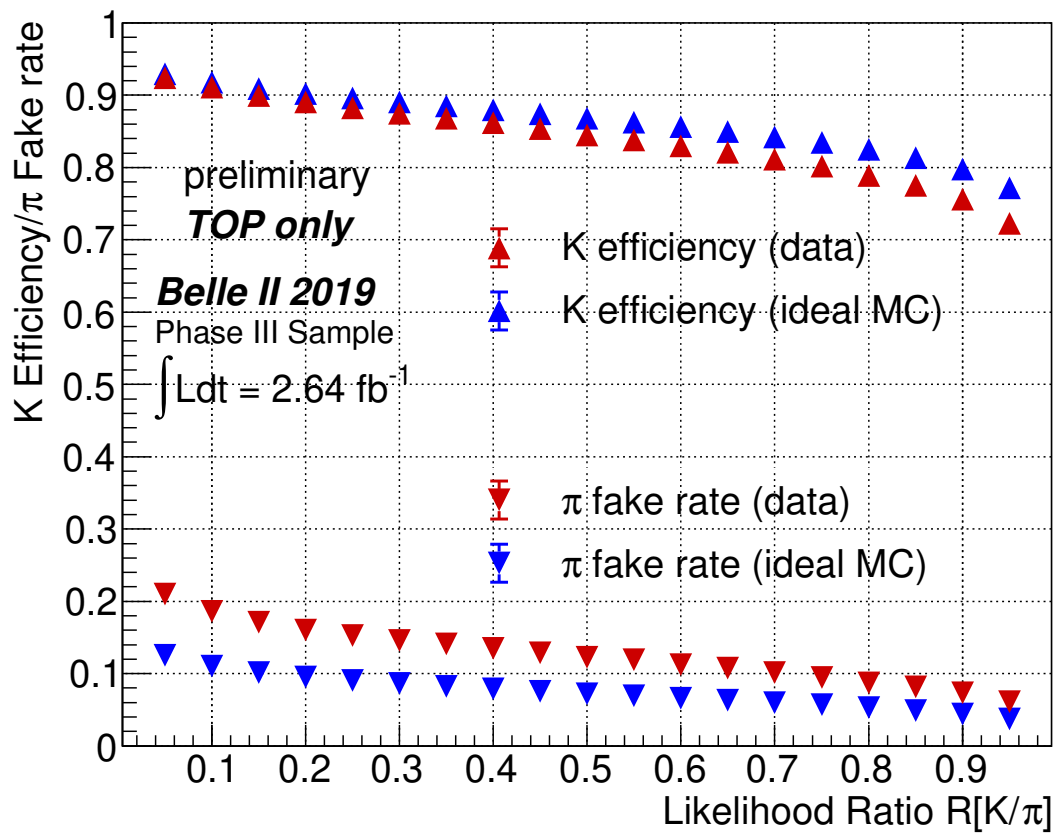 K Efficiency/π Fake rate
1
0.9
0.8
0.7
0.6
0.5
0.4
0.3
0.2
0.1
0
preliminary
TOP only
Belle II 2019
Phase III Sample
∫Ldt = 2.64 fb⁻¹
K efficiency (data)
K efficiency (ideal MC)
π fake rate (data)
π fake rate (ideal MC)
0.1 0.2 0.3 0.4 0.5 0.6 0.7 0.8 0.9
Likelihood Ratio R[K/π]